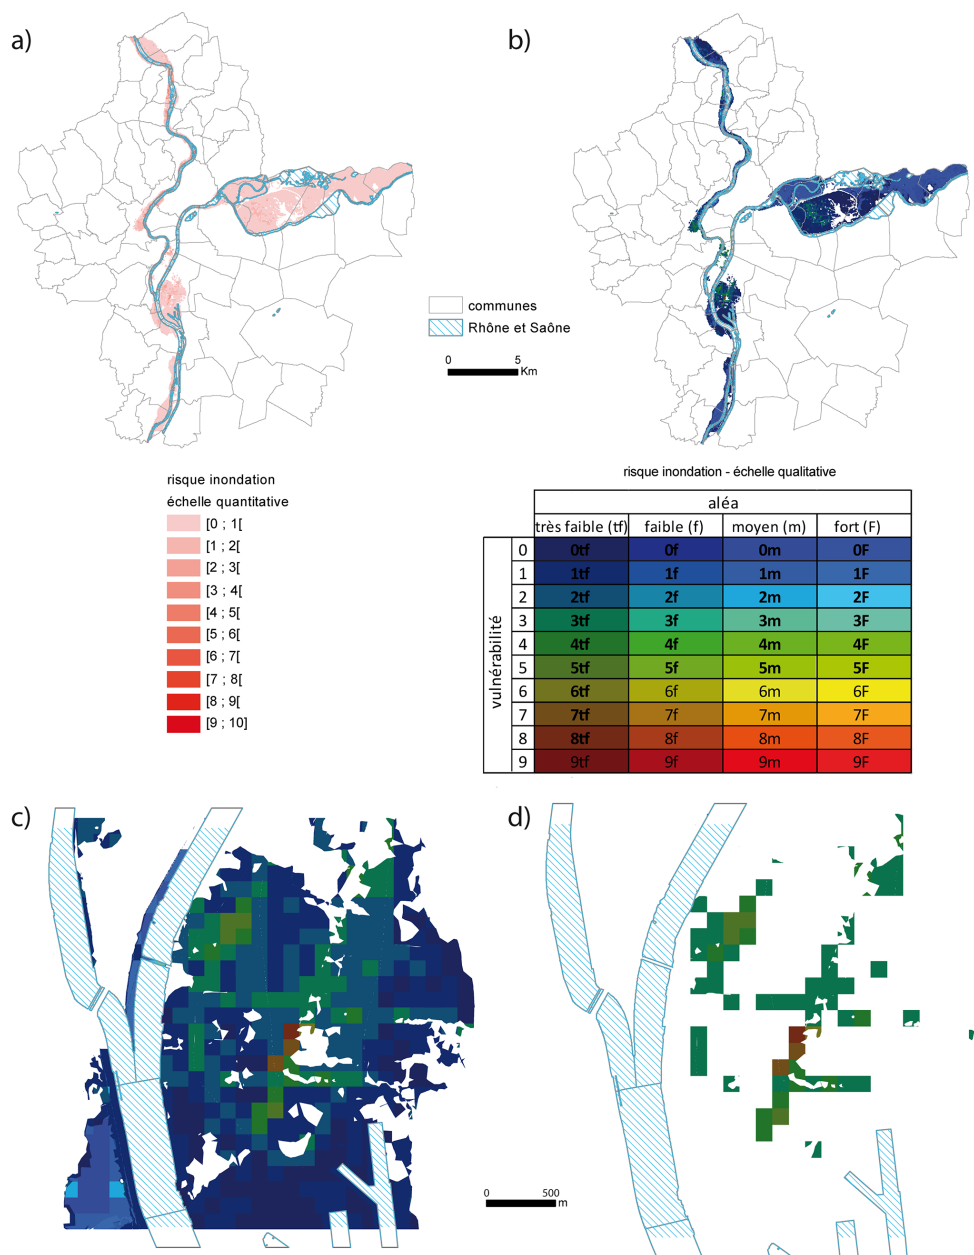 a)
b)
communes
Rhône et Saône
0 5
Km
risque inondation
échelle quantitative
[0 ; 1[
[1 ; 2[
[2 ; 3[
[3 ; 4[
[4 ; 5[
[5 ; 6[
[6 ; 7[
[7 ; 8[
[8 ; 9[
[9 ; 10]
risque inondation - échelle qualitative
aléa
très faible (tf) faible (f) moyen (m) fort (F)
vulnérabilité
0 0tf 0f 0m 0F
1 1tf 1f 1m 1F
2 2tf 2f 2m 2F
3 3tf 3f 3m 3F
4 4tf 4f 4m 4F
5 5tf 5f 5m 5F
6 6tf 6f 6m 6F
7 7tf 7f 7m 7F
8 8tf 8f 8m 8F
9 9tf 9f 9m 9F
c)
d)
0 500
m